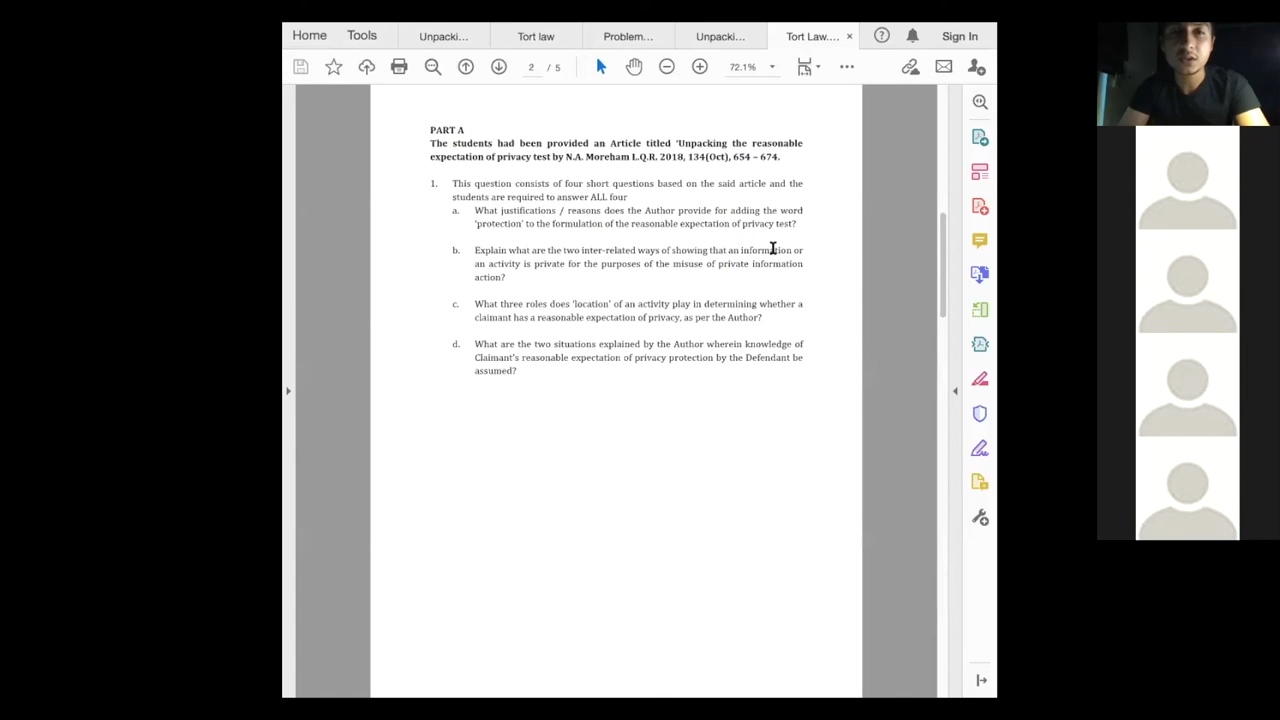 Home Tools Unpacki... Tort law Problem... Unpacki... Tort Law.... × Sign In
2 / 5 72.1%
PART A
The students had been provided an Article titled 'Unpacking the reasonable
expectation of privacy test by N.A. Moreham L.Q.R. 2018, 134(Oct), 654 – 674.
1. This question consists of four short questions based on the said article and the
students are required to answer ALL four
a. What justifications / reasons does the Author provide for adding the word
'protection' to the formulation of the reasonable expectation of privacy test?
b. Explain what are the two inter-related ways of showing that an information or
an activity is private for the purposes of the misuse of private information
action?
c. What three roles does 'location' of an activity play in determining whether a
claimant has a reasonable expectation of privacy, as per the Author?
d. What are the two situations explained by the Author wherein knowledge of
Claimant's reasonable expectation of privacy protection by the Defendant be
assumed?